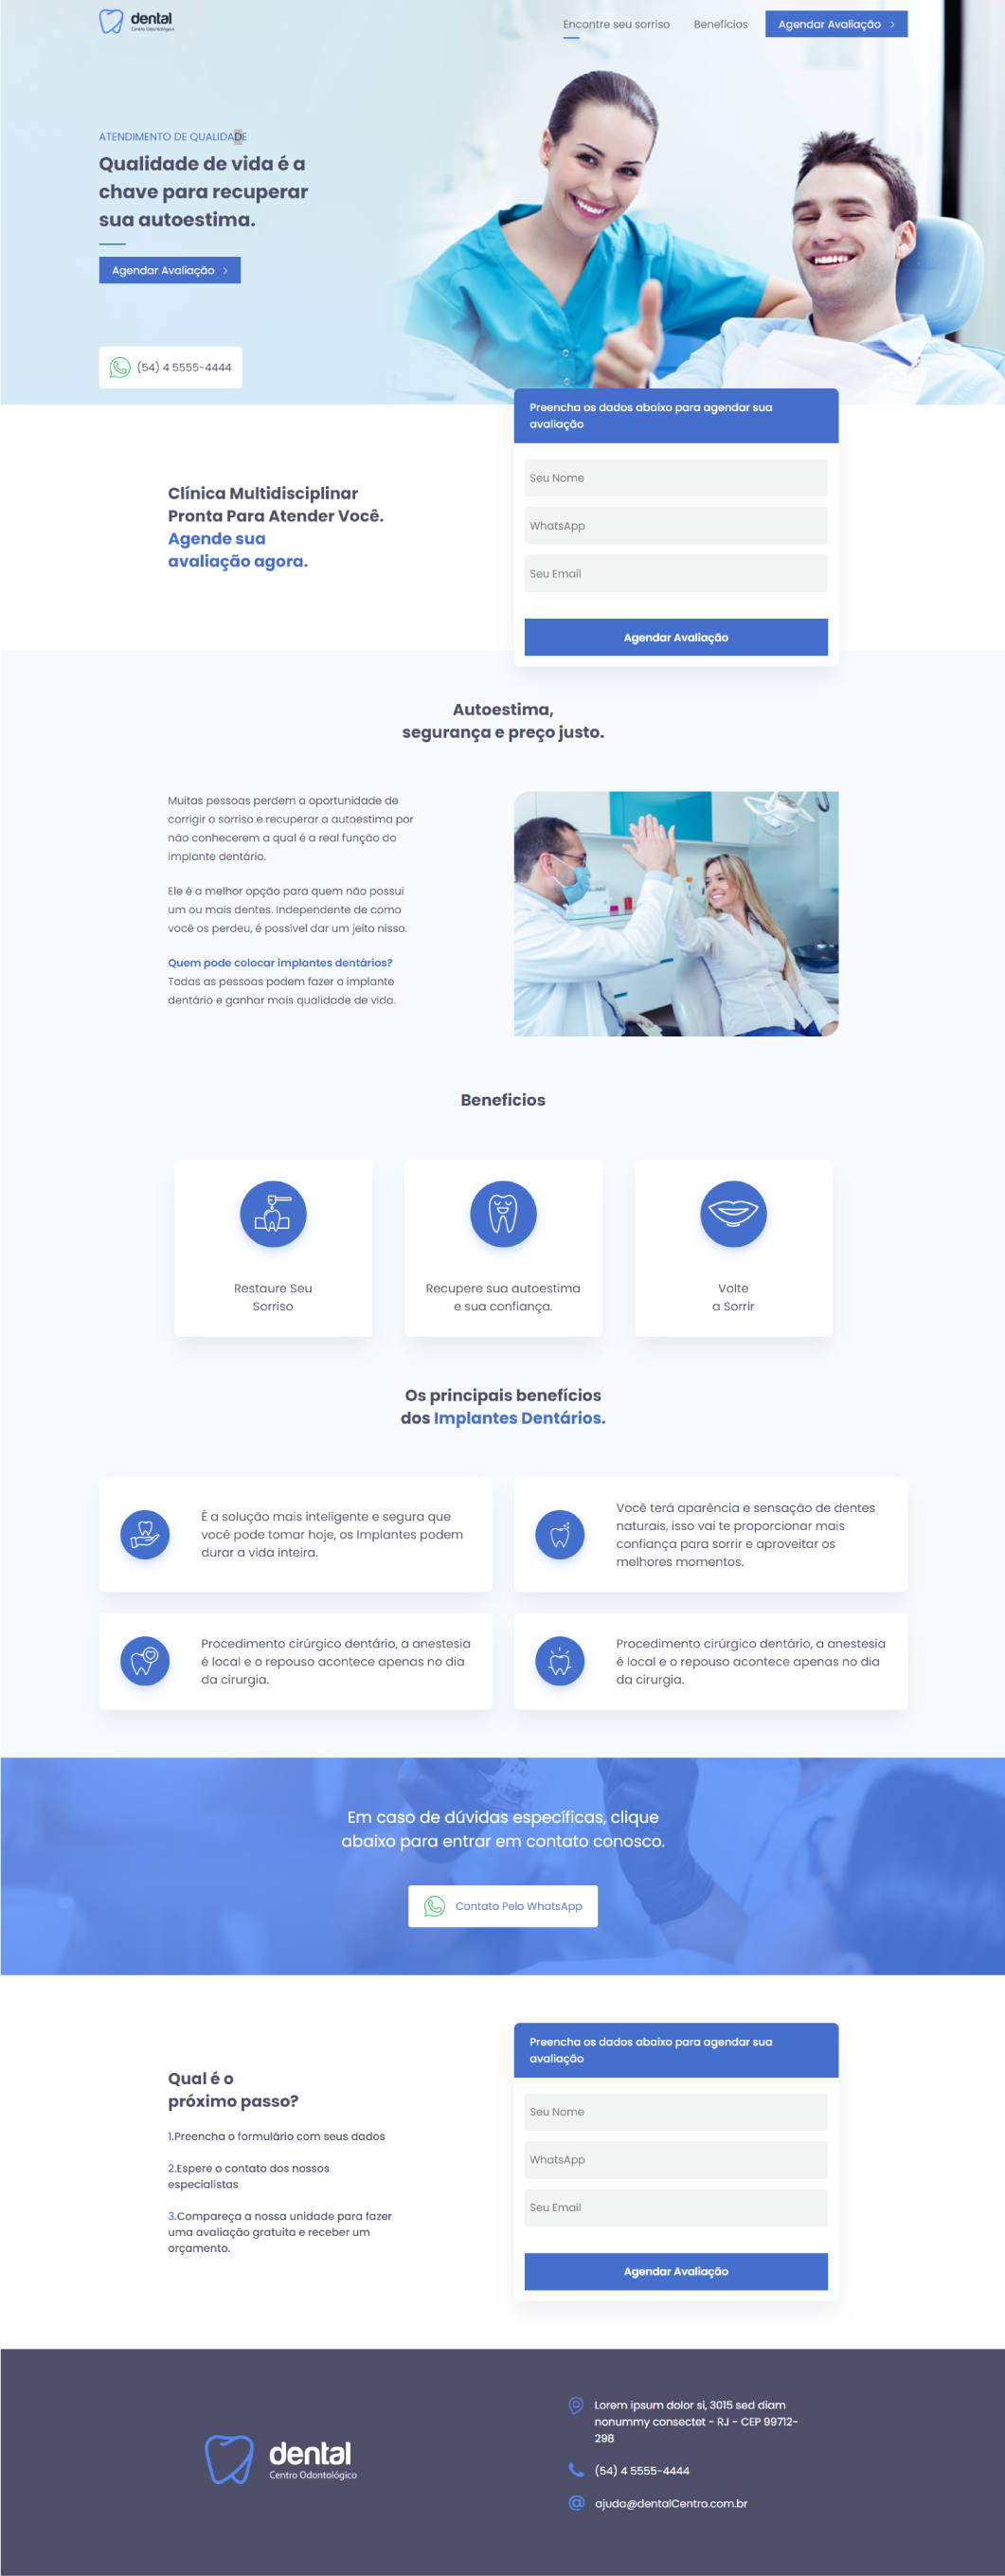 dental
Centro Odontológico
Encontre seu sorriso
Beneficios
Agendar Avaliação
ATENDIMENTO DE QUALIDADE
Qualidade de vida é a
chave para recuperar
sua autoestima.
Agendar Avaliação
(54) 4 5555-4444
Preencha os dados abaixo para agendar sua
avaliação
Seu Nome
WhatsApp
Seu Email
Agendar Avaliação
Clínica Multidisciplinar
Pronta Para Atender Você.
Agende sua
avaliação agora.
Autoestima,
segurança e preço justo.
Muitas pessoas perdem a oportunidade de
corrigir o sorriso e recuperar a autoestima por
não conhecerem a qual é a real função do
implante dentário.
Ele é a melhor opção para quem não possui
um ou mais dentes. Independente de como
você os perdeu, é possível dar um jeito nisso.
Quem pode colocar implantes dentários?
Todas as pessoas podem fazer o implante
dentário e ganhar mais qualidade de vida.
Beneficios
Restaure Seu
Sorriso
Recupere sua autoestima
e sua confiança.
Volte
a Sorrir
Os principais benefícios
dos Implantes Dentários.
É a solução mais inteligente e segura que
você pode tomar hoje, os Implantes podem
durar a vida inteira.
Você terá aparência e sensação de dentes
naturais, isso vai te proporcionar mais
confiança para sorrir e aproveitar os
melhores momentos.
Procedimento cirúrgico dentário, a anestesia
é local e o repouso acontece apenas no dia
da cirurgia.
Procedimento cirúrgico dentário, a anestesia
é local e o repouso acontece apenas no dia
da cirurgia.
Em caso de dúvidas específicas, clique
abaixo para entrar em contato conosco.
Contato Pelo WhatsApp
Qual é o
próximo passo?
1.Preencha o formulário com seus dados
2.Espere o contato dos nossos
especialistas
3.Compareça a nossa unidade para fazer
uma avaliação gratuita e receber um
orçamento.
Preencha os dados abaixo para agendar sua
avaliação
Seu Nome
WhatsApp
Seu Email
Agendar Avaliação
dental
Centro Odontológico
Lorem ipsum dolor si, 3015 sed diam
nonummy consectet - RJ - CEP 99712-
298
(54) 4 5555-4444
ajuda@dentalCentro.com.br